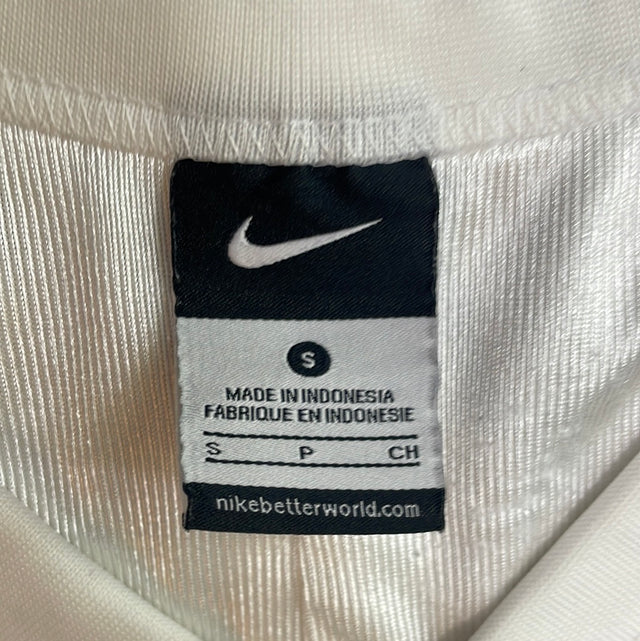 S
MADE IN INDONESIA
FABRIQUE EN INDONESIE
S P CH
nikebetterworld.com